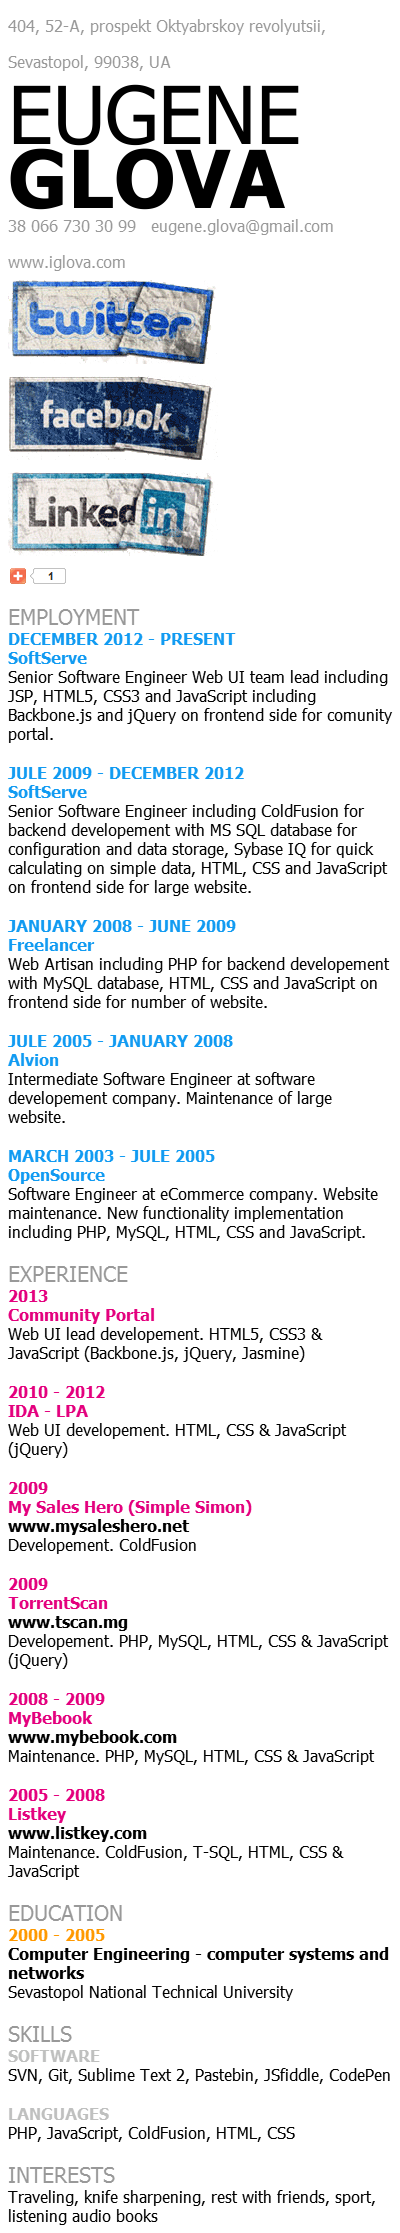 404, 52-A, prospekt Oktyabrskoy revolyutsii,
Sevastopol, 99038, UA
EUGENE
GLOVA
38 066 730 30 99 eugene.glova@gmail.com
www.iglova.com
twitter
facebook
Linked in
1
EMPLOYMENT
DECEMBER 2012 - PRESENT
SoftServe
Senior Software Engineer Web UI team lead including
JSP, HTML5, CSS3 and JavaScript including
Backbone.js and jQuery on frontend side for comunity
portal.
JULE 2009 - DECEMBER 2012
SoftServe
Senior Software Engineer including ColdFusion for
backend developement with MS SQL database for
configuration and data storage, Sybase IQ for quick
calculating on simple data, HTML, CSS and JavaScript
on frontend side for large website.
JANUARY 2008 - JUNE 2009
Freelancer
Web Artisan including PHP for backend developement
with MySQL database, HTML, CSS and JavaScript on
frontend side for number of website.
JULE 2005 - JANUARY 2008
Alvion
Intermediate Software Engineer at software
developement company. Maintenance of large
website.
MARCH 2003 - JULE 2005
OpenSource
Software Engineer at eCommerce company. Website
maintenance. New functionality implementation
including PHP, MySQL, HTML, CSS and JavaScript.
EXPERIENCE
2013
Community Portal
Web UI lead developement. HTML5, CSS3 &
JavaScript (Backbone.js, jQuery, Jasmine)
2010 - 2012
IDA - LPA
Web UI developement. HTML, CSS & JavaScript
(jQuery)
2009
My Sales Hero (Simple Simon)
www.mysaleshero.net
Developement. ColdFusion
2009
TorrentScan
www.tscan.mg
Developement. PHP, MySQL, HTML, CSS & JavaScript
(jQuery)
2008 - 2009
MyBebook
www.mybebook.com
Maintenance. PHP, MySQL, HTML, CSS & JavaScript
2005 - 2008
Listkey
www.listkey.com
Maintenance. ColdFusion, T-SQL, HTML, CSS &
JavaScript
EDUCATION
2000 - 2005
Computer Engineering - computer systems and
networks
Sevastopol National Technical University
SKILLS
SOFTWARE
SVN, Git, Sublime Text 2, Pastebin, JSfiddle, CodePen
LANGUAGES
PHP, JavaScript, ColdFusion, HTML, CSS
INTERESTS
Traveling, knife sharpening, rest with friends, sport,
listening audio books